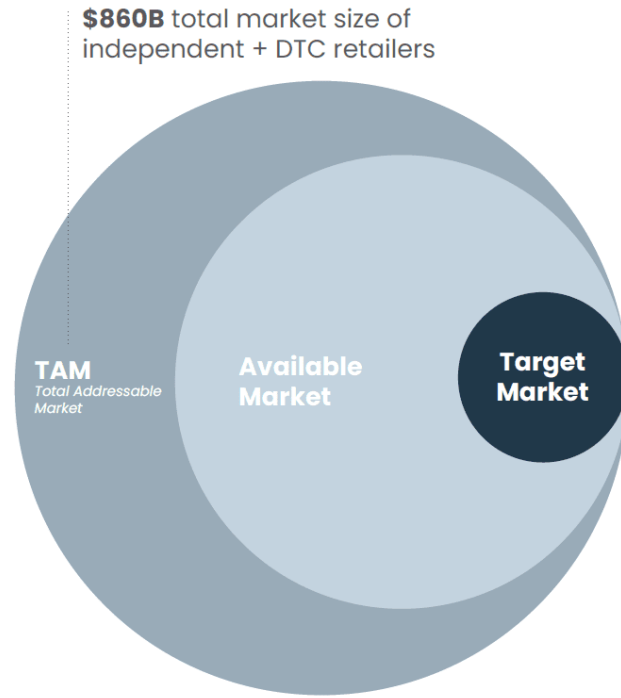 $860B total market size of
independent + DTC retailers
TAM
Total Addressable
Market
Available
Market
Target
Market